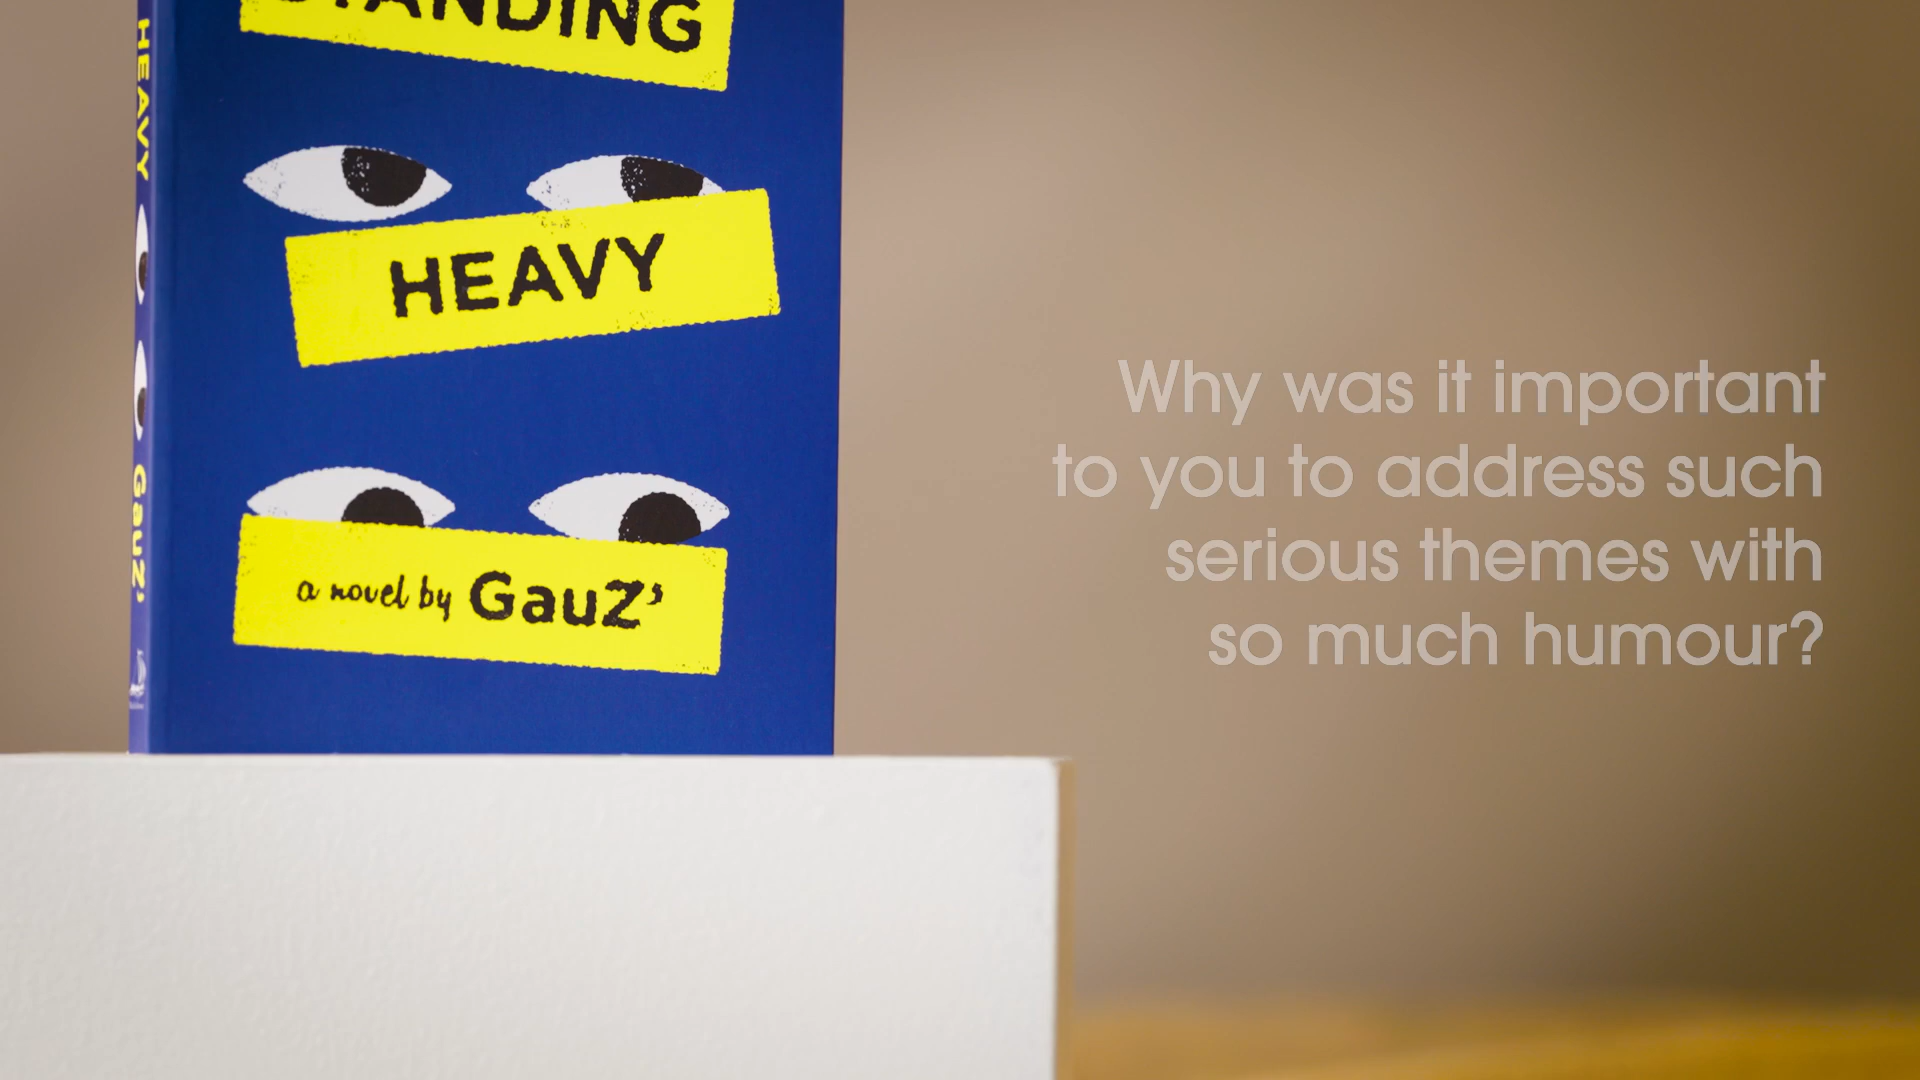 STANDING
HEAVY
a novel by GauZ’
HEAVY GauZ’
Why was it important
to you to address such
serious themes with
so much humour?